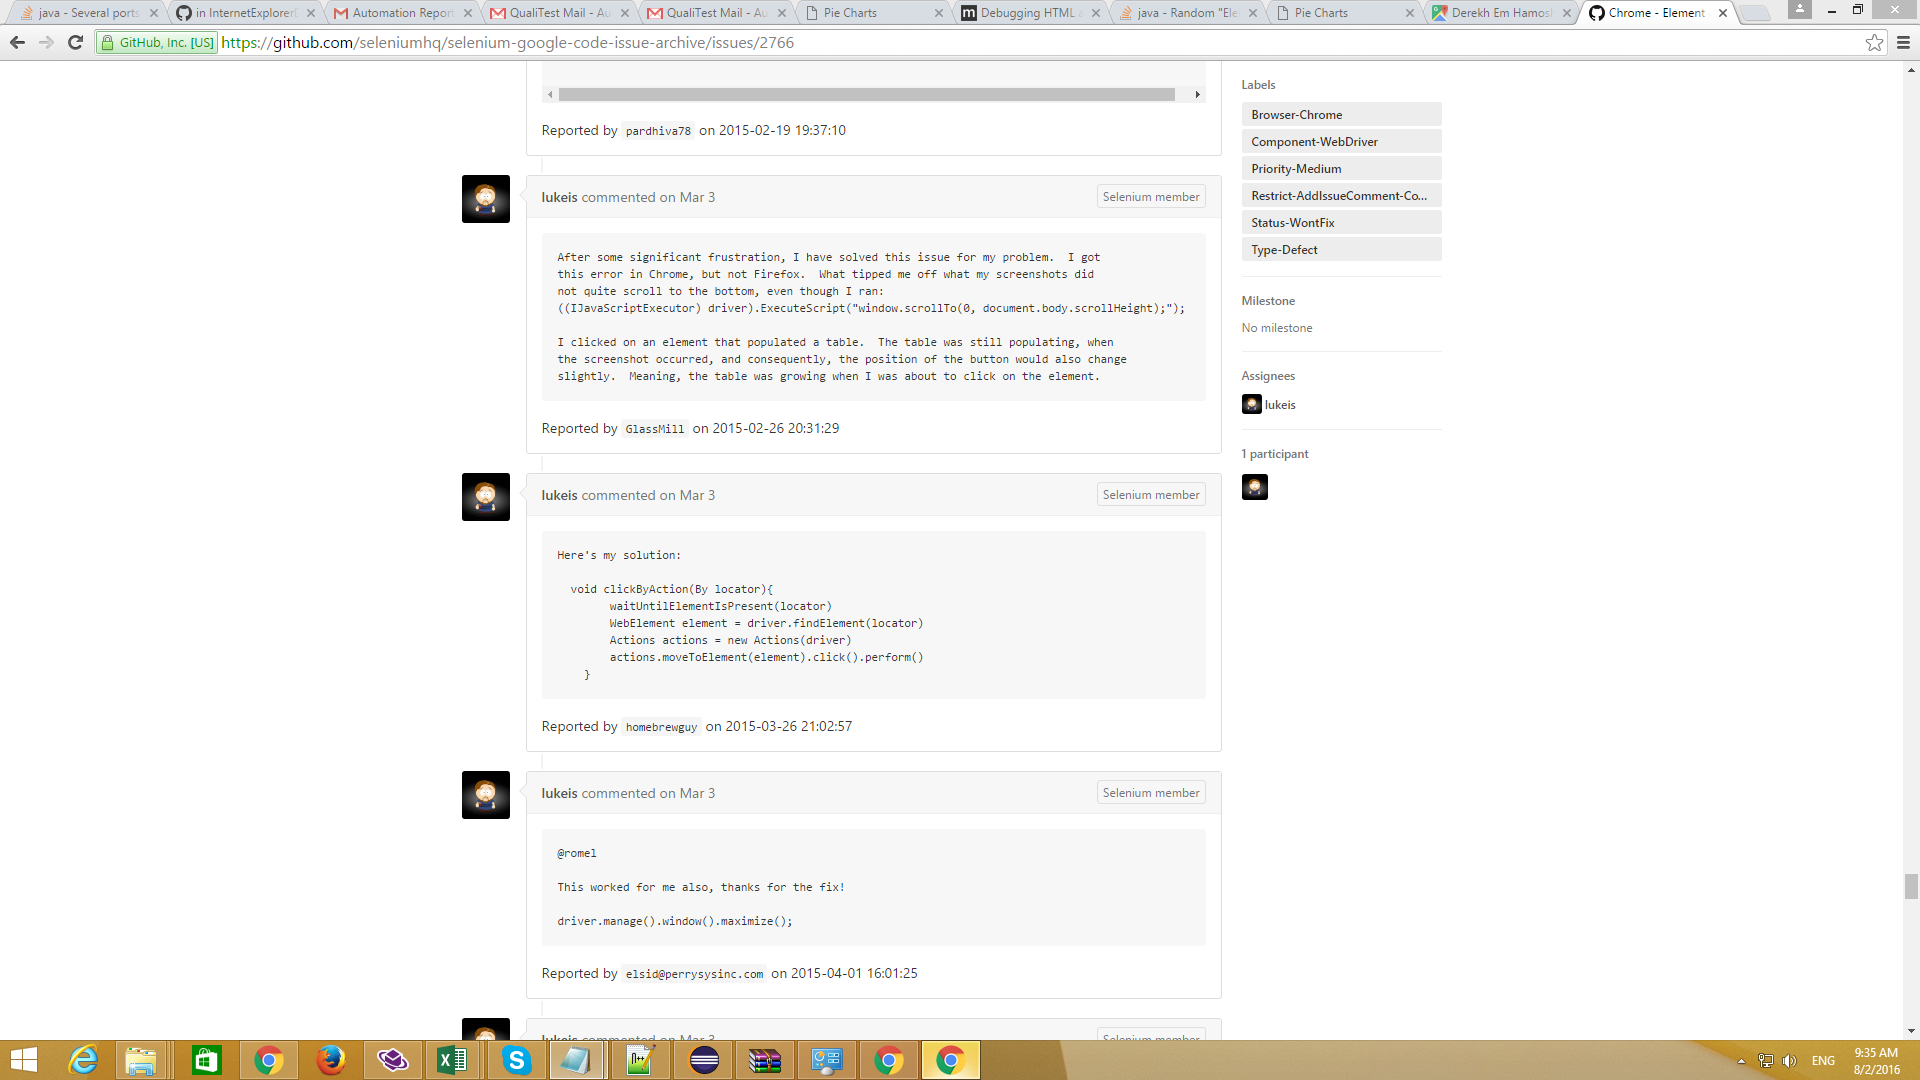 java - Several ports
in InternetExplorerD
Automation Report
QualiTest Mail - Au
QualiTest Mail - Au
Pie Charts
Debugging HTML a
java - Random "Ele
Pie Charts
Derekh Em Hamosh
Chrome - Element
GitHub, Inc. [US]
https://github.com/seleniumhq/selenium-google-code-issue-archive/issues/2766
Reported by pardhiva78 on 2015-02-19 19:37:10
lukeis commented on Mar 3
Selenium member
After some significant frustration, I have solved this issue for my problem.  I got
this error in Chrome, but not Firefox.  What tipped me off what my screenshots did
not quite scroll to the bottom, even though I ran:
((IJavaScriptExecutor) driver).ExecuteScript("window.scrollTo(0, document.body.scrollHeight);");
I clicked on an element that populated a table.  The table was still populating, when
the screenshot occurred, and consequently, the position of the button would also change
slightly.  Meaning, the table was growing when I was about to click on the element.
Reported by GlassMill on 2015-02-26 20:31:29
lukeis commented on Mar 3
Selenium member
Here's my solution:
void clickByAction(By locator){
waitUntilElementIsPresent(locator)
WebElement element = driver.findElement(locator)
Actions actions = new Actions(driver)
actions.moveToElement(element).click().perform()
}
Reported by homebrewguy on 2015-03-26 21:02:57
lukeis commented on Mar 3
Selenium member
@romel
This worked for me also, thanks for the fix!
driver.manage().window().maximize();
Reported by elsid@perrysysinc.com on 2015-04-01 16:01:25
lukeis commented on Mar 3
Selenium member
Labels
Browser-Chrome
Component-WebDriver
Priority-Medium
Restrict-AddIssueComment-Co...
Status-WontFix
Type-Defect
Milestone
No milestone
Assignees
lukeis
1 participant
ENG
9:35 AM
8/2/2016